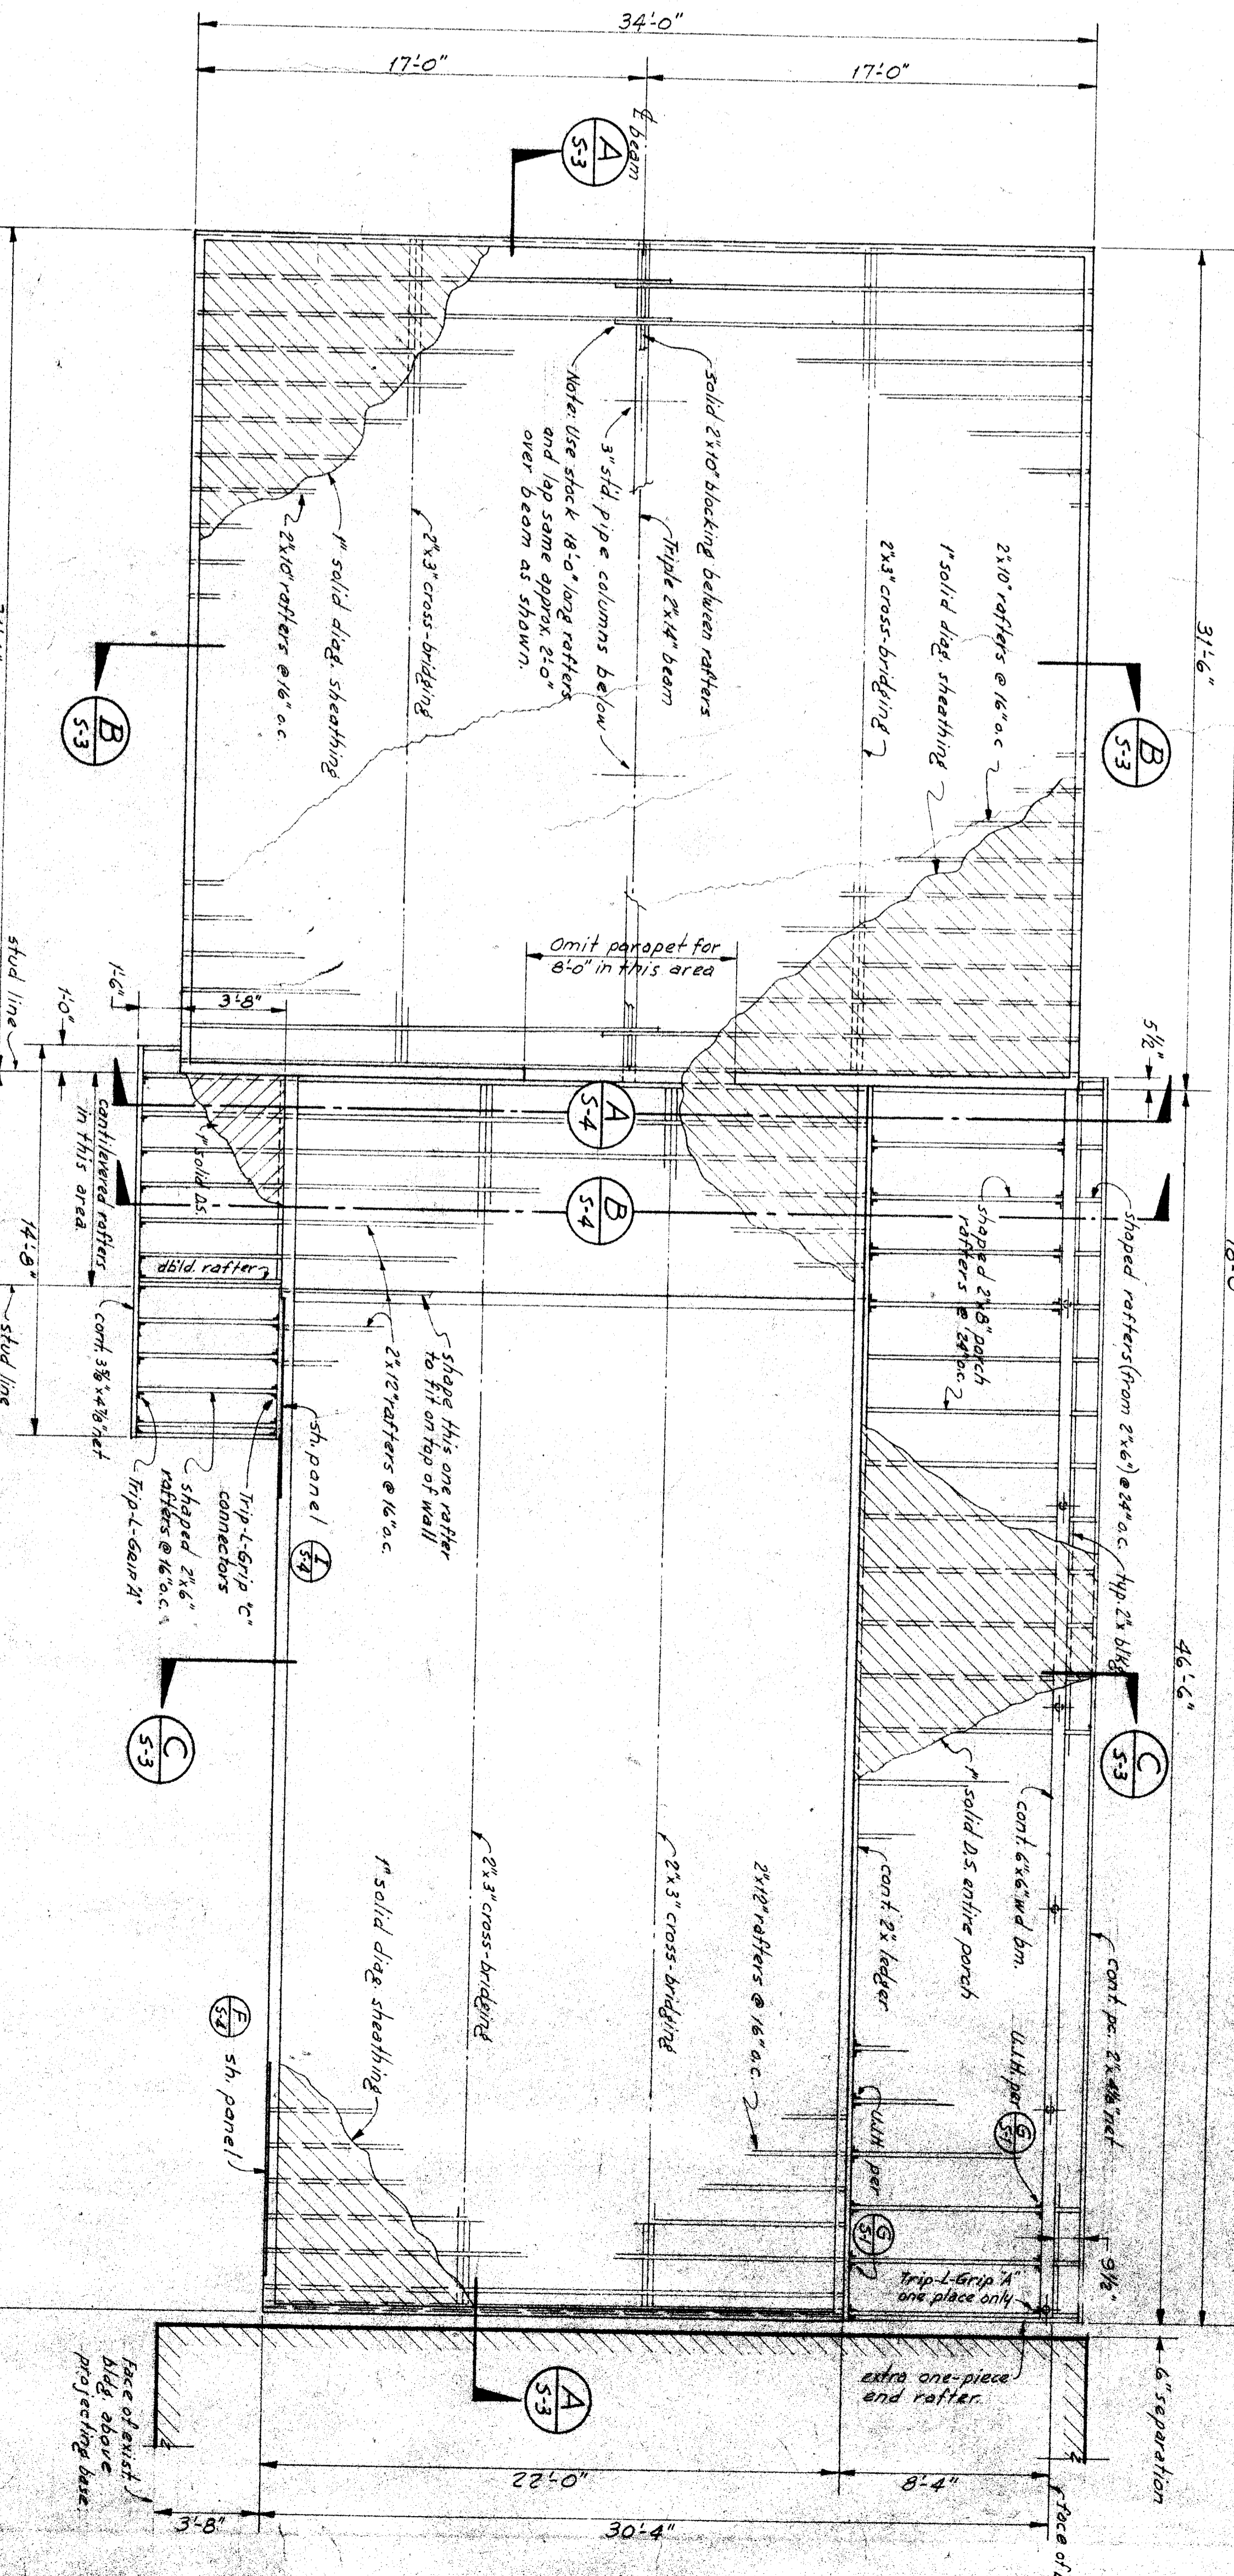 34'-0"
17'-0"
17'-0"
℄ beam
A
S-3
31'-6"
solid 2"x10" blocking between rafters
Triple 2"x14" beam
3" std. pipe columns below
Note: Use stock 18'-0" long rafters
and lap same approx. 2'-0"
over beam as shown.
2"x10" rafters @ 16" o.c.
1" solid diag. sheathing
2"x3" cross-bridging
2"x3" cross-bridging
1" solid diag. sheathing
2"x10" rafters @ 16" o.c.
B
S-3
B
S-3
Omit parapet for
8'-0" in this area
stud line
1'-6"
1'-0"
3'-8"
5½"
A
S-4
B
S-4
cantilevered rafters
in this area
1" solid D.S.
dbl'd. rafter
14'-8"
stud line
cont. 3⅝"x4⅞" net
shaped 2"x8" porch
rafters @ 24" o.c.
shaped rafters (from 2"x6") @ 24" o.c.
typ. 2"x blkg.
46'-6"
shape this one rafter
to fit on top of wall
2"x12" rafters @ 16" o.c.
sh. panel
I
S-4
Trip-L-Grip "C"
connectors
shaped 2"x6"
rafters @ 16" o.c.
Trip-L-Grip "A"
C
S-3
C
S-3
1" solid D.S. entire porch
cont. 6"x6" wd bm.
cont. 2"x ledger
cont. pc. 2"x net
2"x12" rafters @ 16" o.c.
2"x3" cross-bridging
2"x3" cross-bridging
1" solid diag. sheathing
F
S-4
sh. panel
U.J.H. per
G
S-1
U.J.H. per
G
S-1
9½"
Trip-L-Grip "A"
one place only
extra one-piece
end rafter.
6" separation
A
S-3
Face of exist.
bldg. above
projecting base.
22'-0"
8'-4"
3'-8"
30'-4"
face of